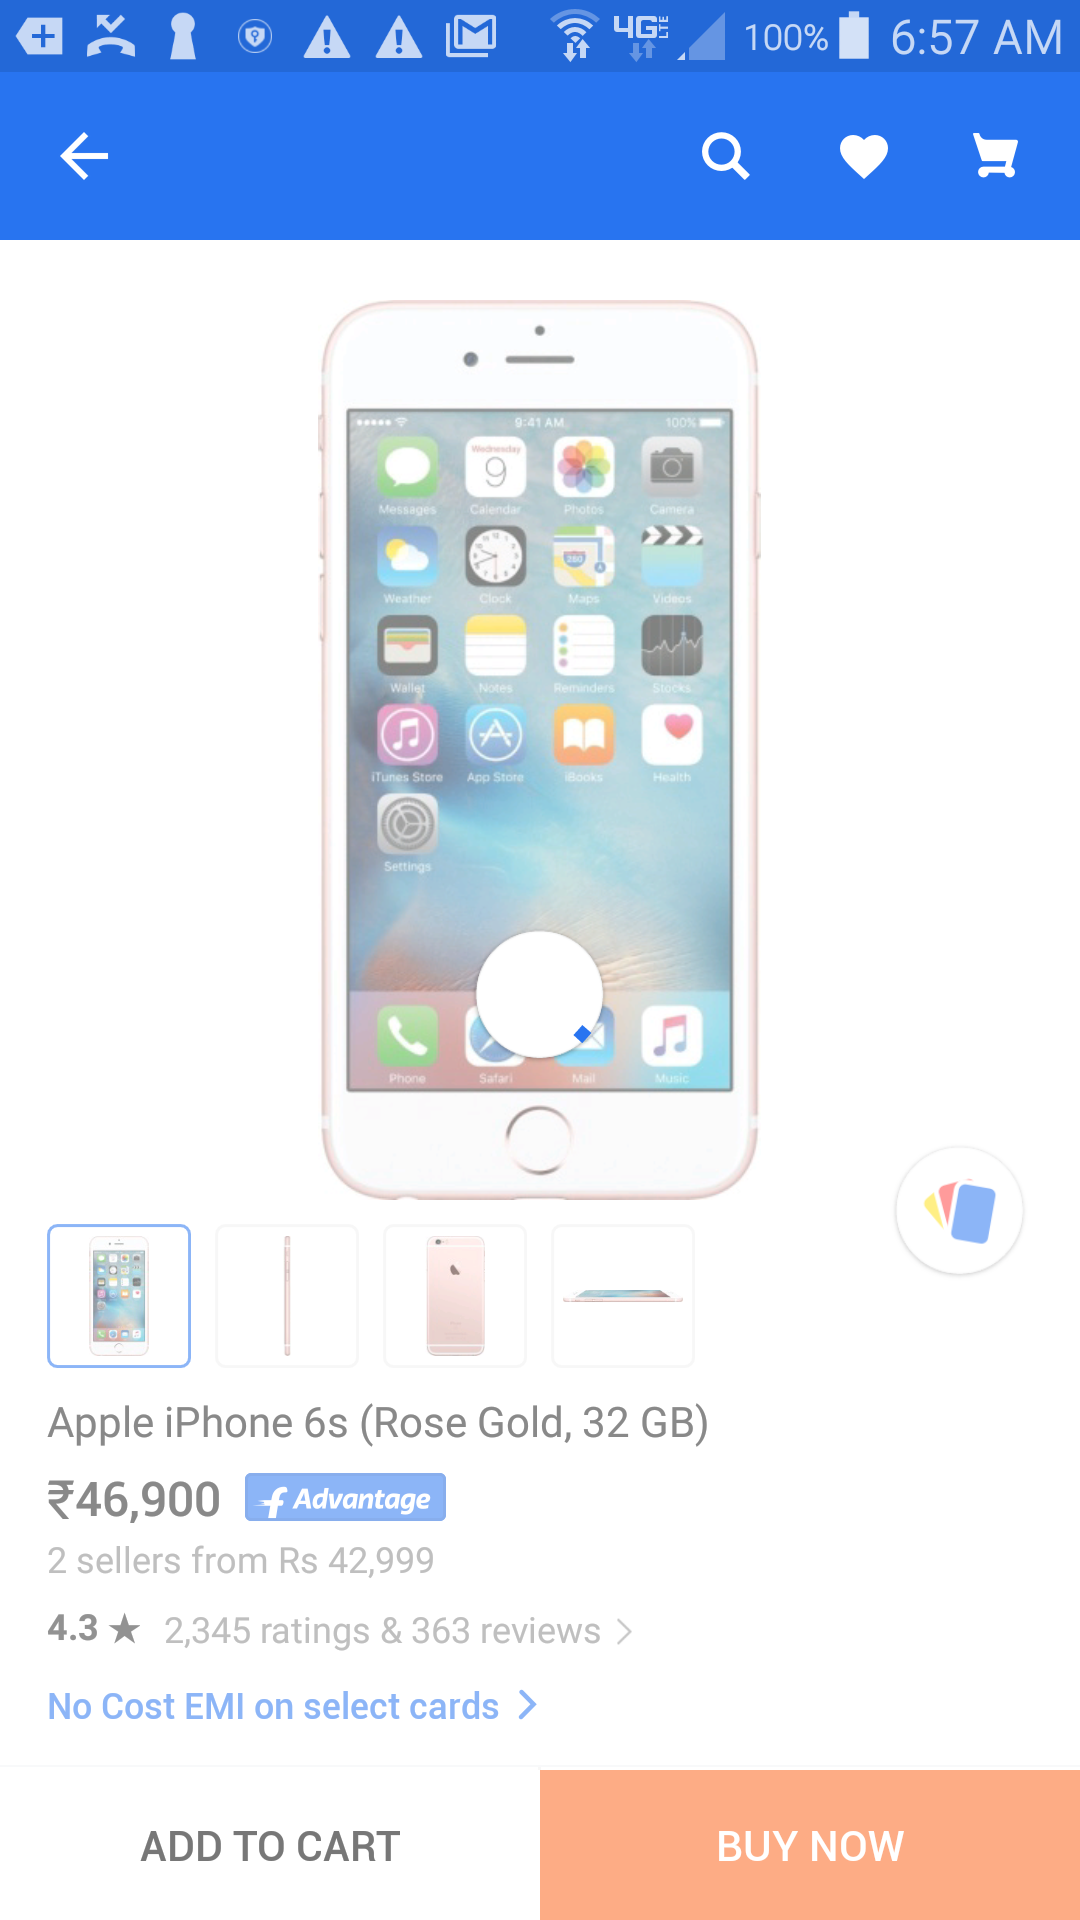 4G LTE 100% 6:57 AM
9:41 AM 100%
Wednesday
9
Messages Calendar Photos Camera
280
Weather Clock Maps Videos
Wallet Notes Reminders Stocks
iTunes Store App Store iBooks Health
Settings
Phone Safari Mail Music
Apple iPhone 6s (Rose Gold, 32 GB)
₹46,900 f Advantage
2 sellers from Rs 42,999
4.3 ★ 2,345 ratings & 363 reviews >
No Cost EMI on select cards >
ADD TO CART BUY NOW